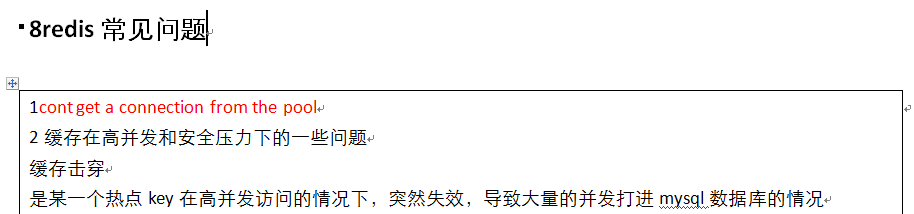 8redis 常见问题
1cont get a connection from the pool
2 缓存在高并发和安全压力下的一些问题
缓存击穿
是某一个热点 key 在高并发访问的情况下，突然失效，导致大量的并发打进 mysql 数据库的情况